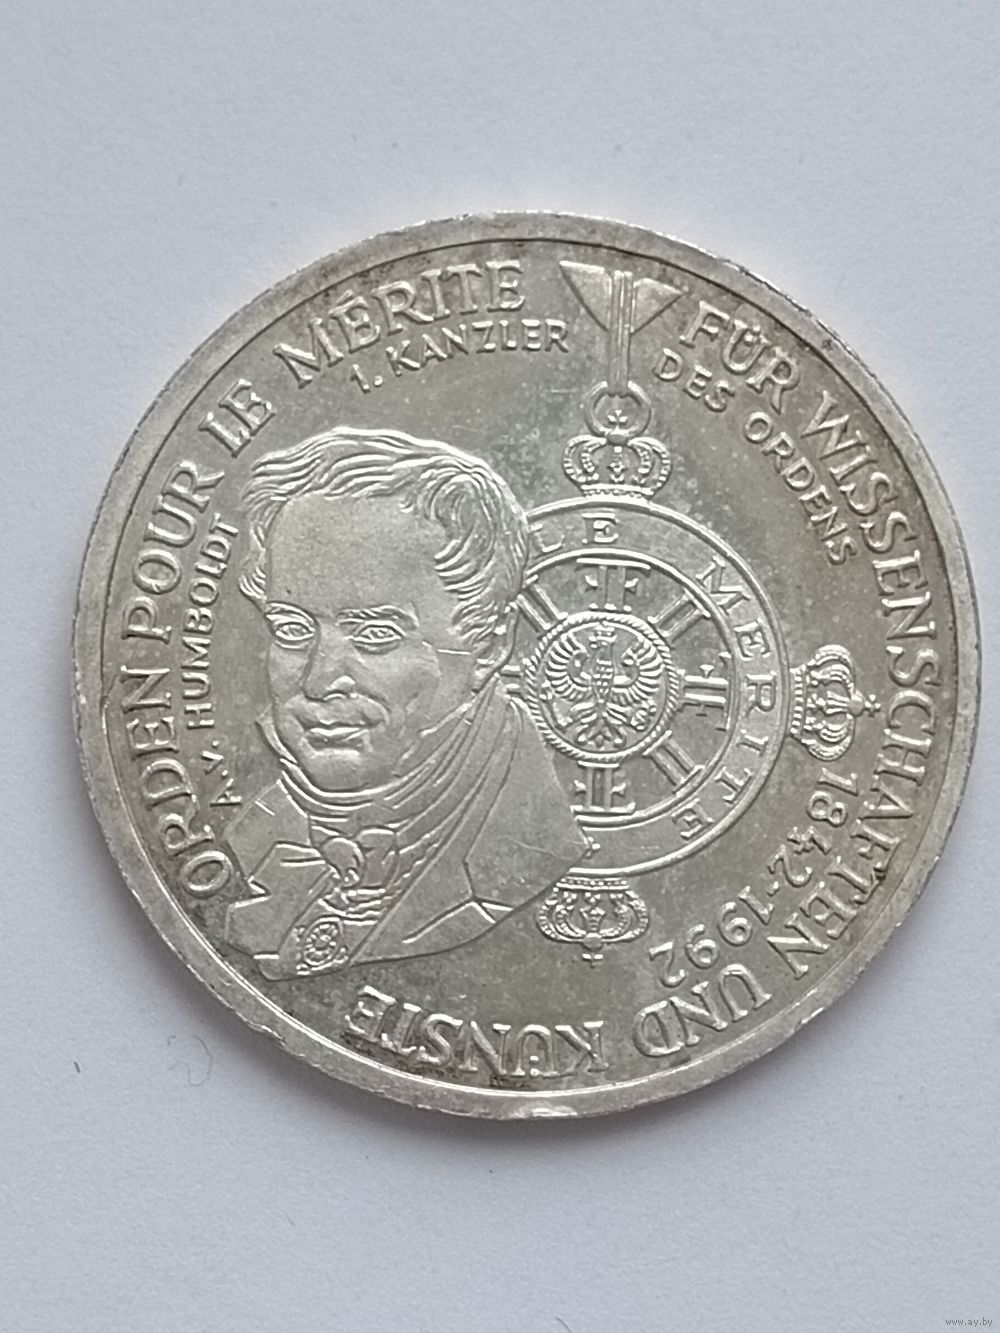 ORDEN POUR LE MÉRITE FÜR WISSENSCHAFTEN UND KÜNSTE
A.V. HUMBOLDT 1. KANZLER DES ORDENS
1842-1992
LE MERITE
www.ay.by